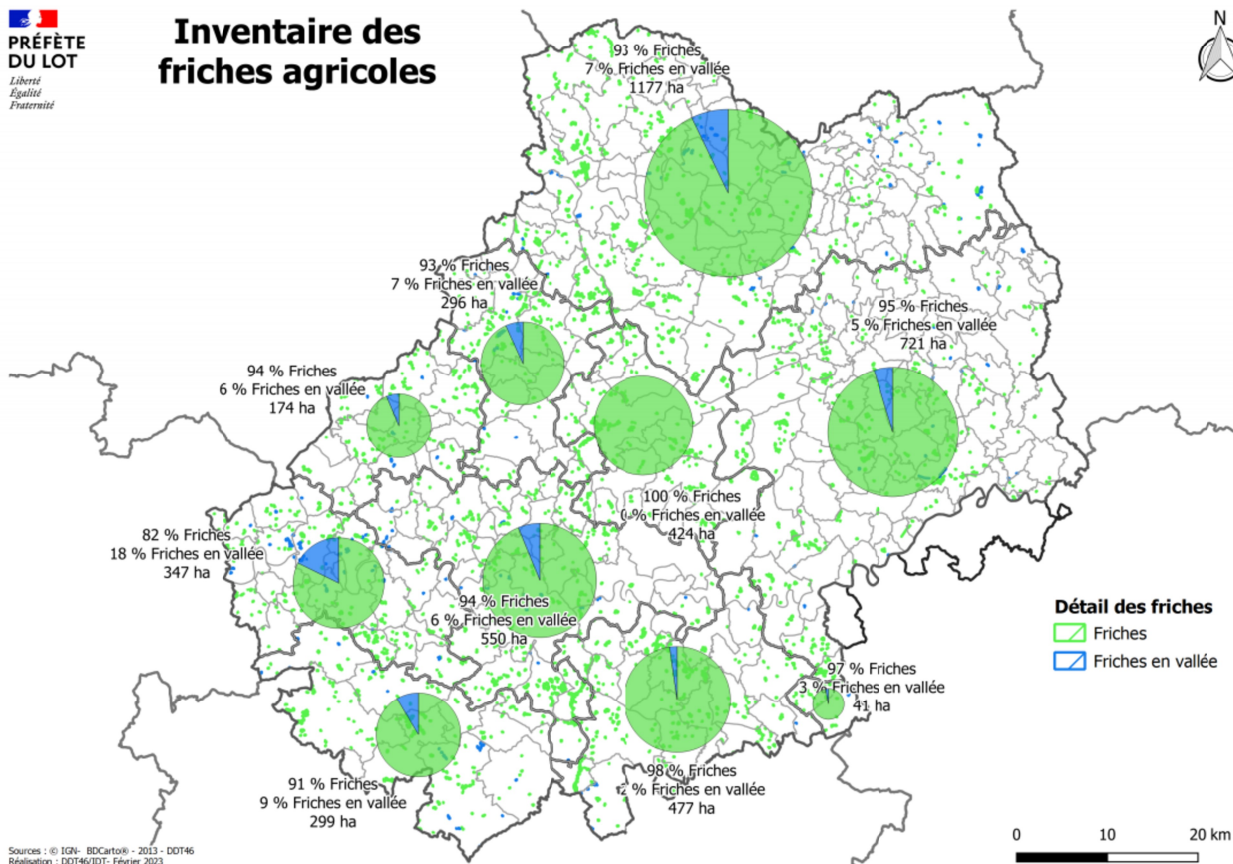 PRÉFÈTE
DU LOT
Liberté
Égalité
Fraternité
Inventaire des
friches agricoles
N
93 % Friches
7 % Friches en vallée
1177 ha
93 % Friches
7 % Friches en vallée
296 ha
95 % Friches
5 % Friches en vallée
721 ha
94 % Friches
6 % Friches en vallée
174 ha
100 % Friches
0 % Friches en vallée
424 ha
82 % Friches
18 % Friches en vallée
347 ha
94 % Friches
6 % Friches en vallée
550 ha
Détail des friches
Friches
Friches en vallée
97 % Friches
3 % Friches en vallée
41 ha
98 % Friches
2 % Friches en vallée
477 ha
91 % Friches
9 % Friches en vallée
299 ha
0 10 20 km
Sources : © IGN- BDCarto® - 2013 - DDT46
Réalisation : DDT46/IDT- Février 2023